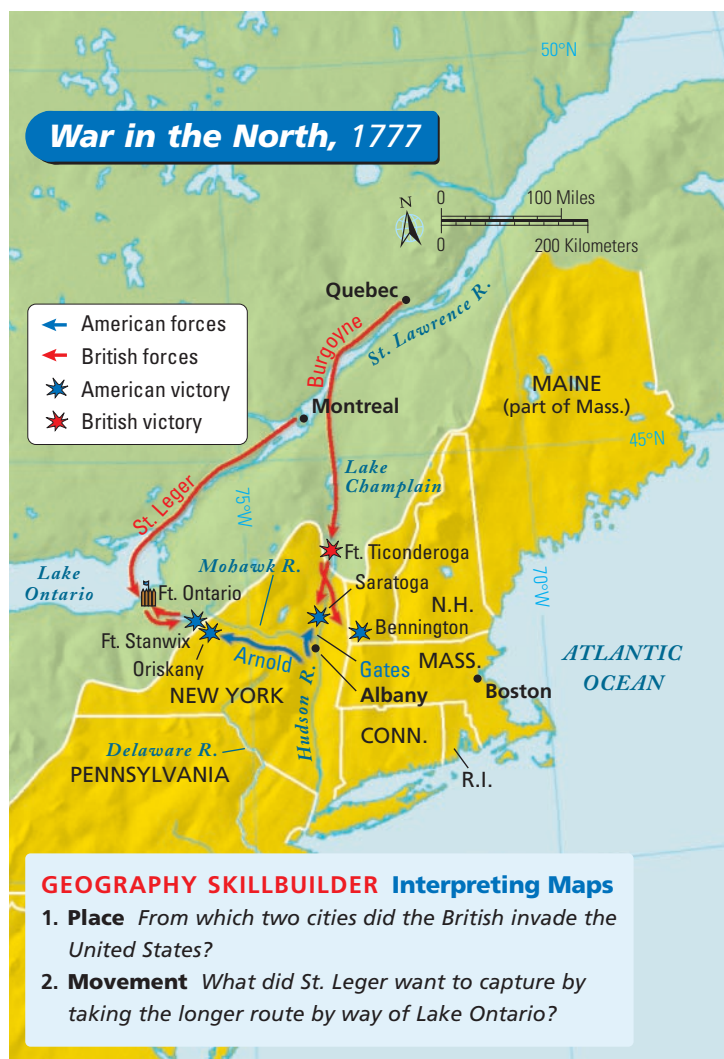 50°N
War in the North, 1777
N
0 100 Miles
0 200 Kilometers
Quebec
St. Lawrence R.
Burgoyne
American forces
British forces
American victory
British victory
MAINE
(part of Mass.)
Montreal
45°N
Lake
Champlain
St. Leger
75°W
Ft. Ticonderoga
Mohawk R.
70°W
Lake
Ontario
Ft. Ontario
Saratoga
N.H.
Ft. Stanwix
Bennington
Oriskany
Arnold
Gates
MASS.
ATLANTIC
OCEAN
NEW YORK
Hudson R.
Albany
Boston
CONN.
Delaware R.
PENNSYLVANIA
R.I.
GEOGRAPHY SKILLBUILDER Interpreting Maps
1. Place From which two cities did the British invade the
United States?
2. Movement What did St. Leger want to capture by
taking the longer route by way of Lake Ontario?